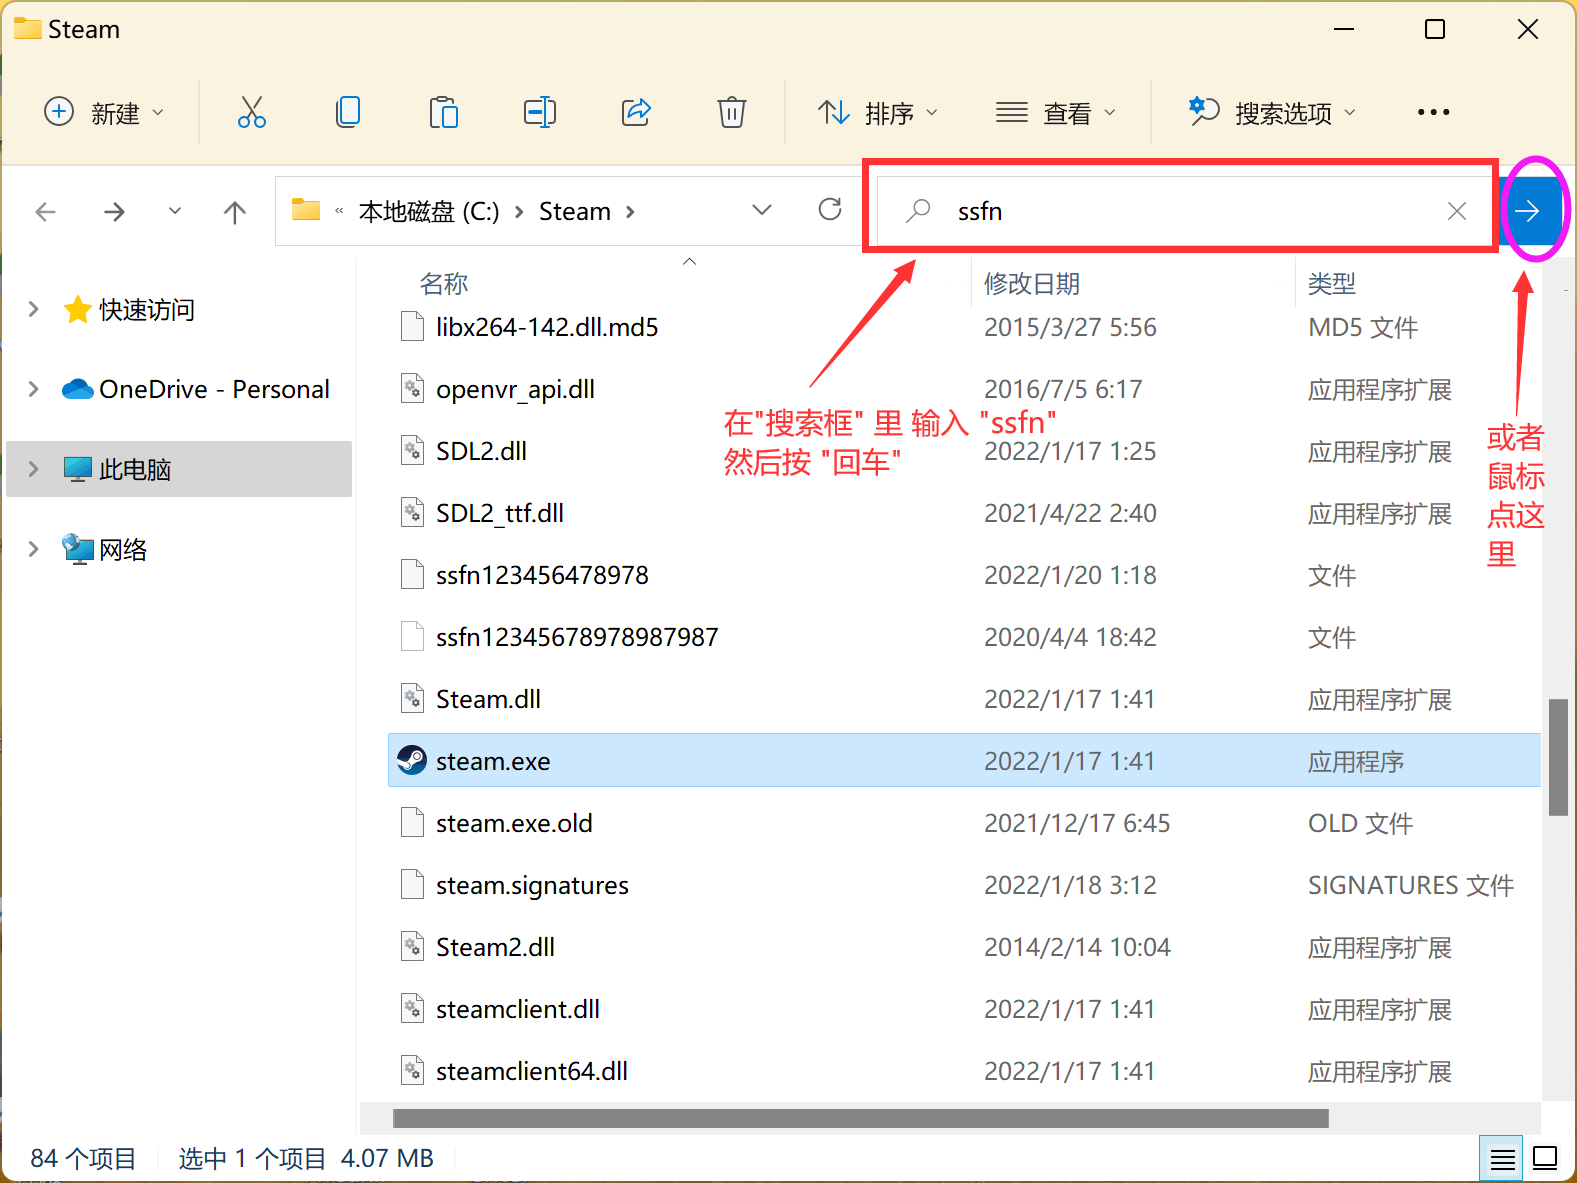 Steam
新建
排序
查看
搜索选项
« 本地磁盘 (C:) › Steam ›
ssfn
名称
修改日期
类型
快速访问
OneDrive - Personal
此电脑
网络
libx264-142.dll.md5 2015/3/27 5:56 MD5 文件
openvr_api.dll 2016/7/5 6:17 应用程序扩展
SDL2.dll 2022/1/17 1:25 应用程序扩展
SDL2_ttf.dll 2021/4/22 2:40 应用程序扩展
ssfn123456478978 2022/1/20 1:18 文件
ssfn12345678978987987 2020/4/4 18:42 文件
Steam.dll 2022/1/17 1:41 应用程序扩展
steam.exe 2022/1/17 1:41 应用程序
steam.exe.old 2021/12/17 6:45 OLD 文件
steam.signatures 2022/1/18 3:12 SIGNATURES 文件
Steam2.dll 2014/2/14 10:04 应用程序扩展
steamclient.dll 2022/1/17 1:41 应用程序扩展
steamclient64.dll 2022/1/17 1:41 应用程序扩展
在"搜索框" 里 输入 "ssfn"
然后按 "回车"
或者
鼠标
点这
里
84 个项目
选中 1 个项目 4.07 MB